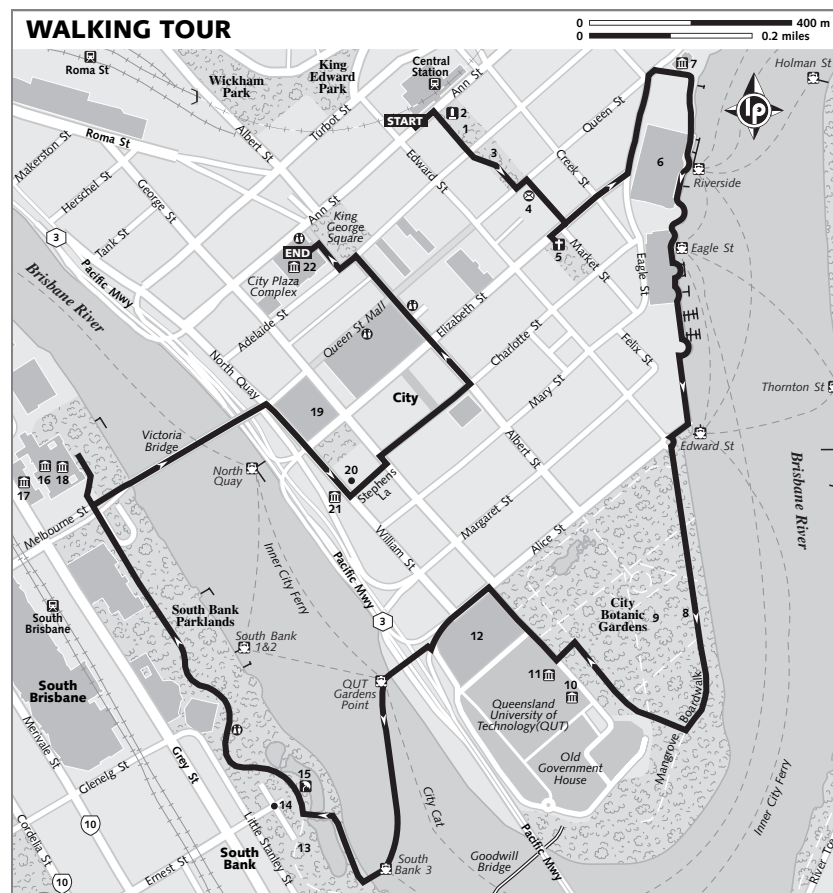 WALKING TOUR
0 400 m
0 0.2 miles
Roma St
Wickham
Park
King
Edward
Park
Central
Station
Ann St
7
Holman St
START
2
1
3
lp
Turbot St
Albert St
Queen St
Roma St
Makerston St
Herschel St
George St
Tank St
Edward St
Creek St
6
Riverside
4
5
Market St
Ann St
King
George
Square
END
22
City Plaza
Complex
3
Pacific Mwy
Brisbane River
Eagle St
Eagle St
Adelaide St
Queen St Mall
Elizabeth St
Charlotte St
Felix St
North Quay
City
Mary St
Thornton St
19
Victoria
Bridge
Albert St
Edward St
North
Quay
20
Stephens
La
21
16
18
17
Melbourne St
Margaret St
Alice St
William St
Brisbane River
Inner City Ferry
Pacific Mwy
3
South
Brisbane
South Bank
Parklands
South Bank
1&2
12
City
Botanic
Gardens
9
8
11
10
QUT
Gardens
Point
Queensland
University of
Technology(QUT)
South
Brisbane
Mangrove Boardwalk
Old
Government
House
Merivale St
Grey St
Glenelg St
15
14
City Cat
Inner City Ferry
10
Cordelia St
Little Stanley St
13
South
Bank
Ernest St
10
South
Bank 3
Goodwill
Bridge
Pacific Mwy